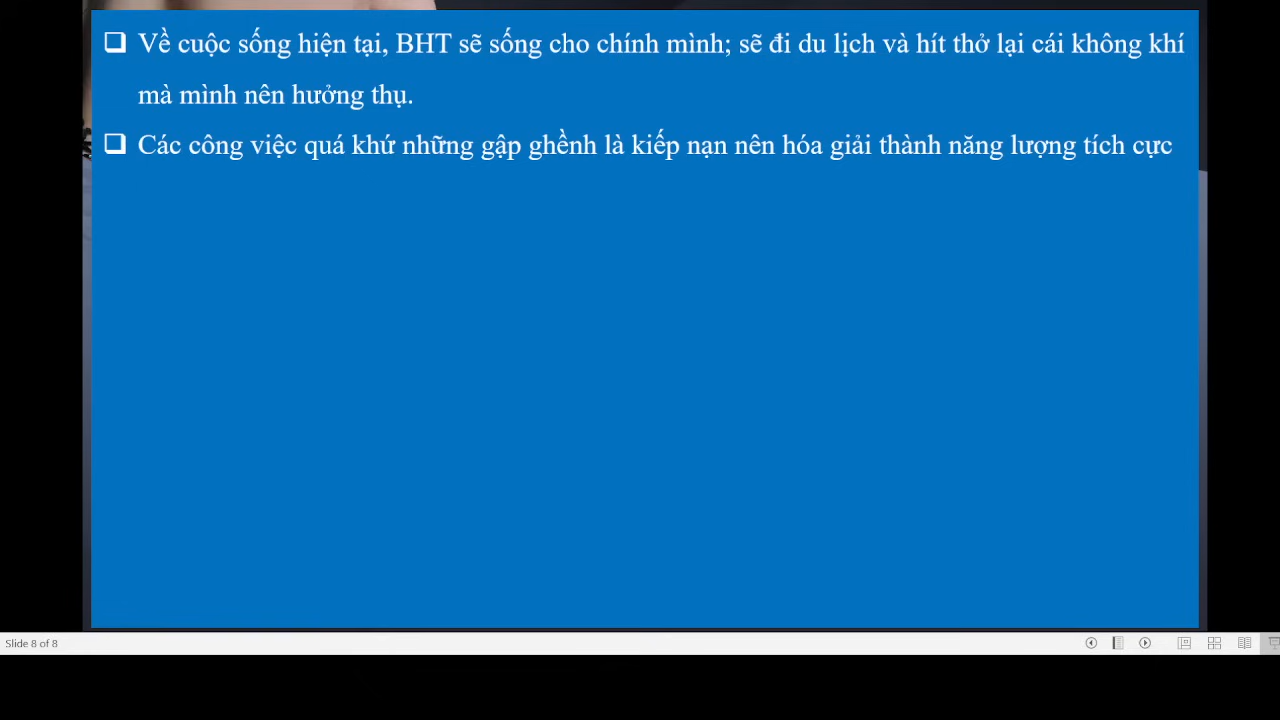 Về cuộc sống hiện tại, BHT sẽ sống cho chính mình; sẽ đi du lịch và hít thở lại cái không khí
mà mình nên hưởng thụ.
Các công việc quá khứ những gập ghềnh là kiếp nạn nên hóa giải thành năng lượng tích cực
Slide 8 of 8